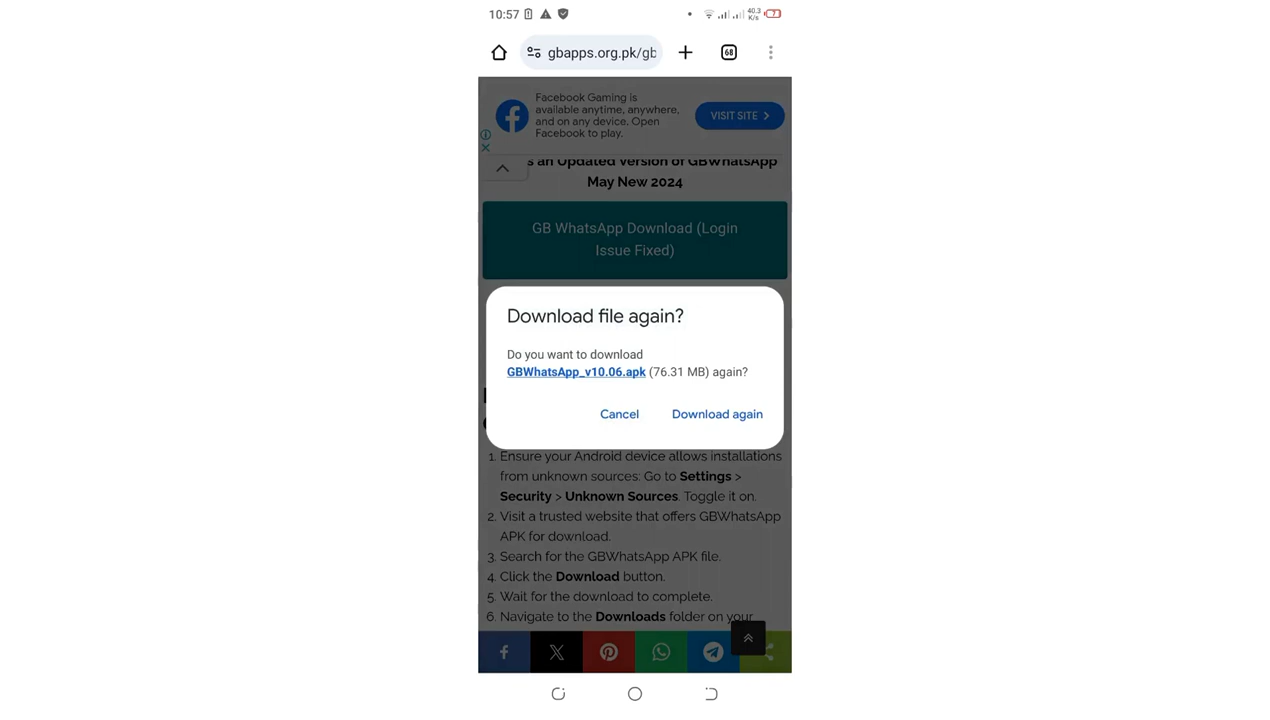 10:57
40.3
K/s
7
gbapps.org.pk/gb
68
Facebook Gaming is
available anytime, anywhere,
and on any device. Open
Facebook to play.
VISIT SITE
s an Updated Version of GBWhatsApp
May New 2024
GB WhatsApp Download (Login
Issue Fixed)
Download file again?
Do you want to download
GBWhatsApp_v10.06.apk (76.31 MB) again?
Cancel
Download again
1. Ensure your Android device allows installations
from unknown sources: Go to Settings >
Security > Unknown Sources. Toggle it on.
2. Visit a trusted website that offers GBWhatsApp
APK for download.
3. Search for the GBWhatsApp APK file.
4. Click the Download button.
5. Wait for the download to complete.
6. Navigate to the Downloads folder on your